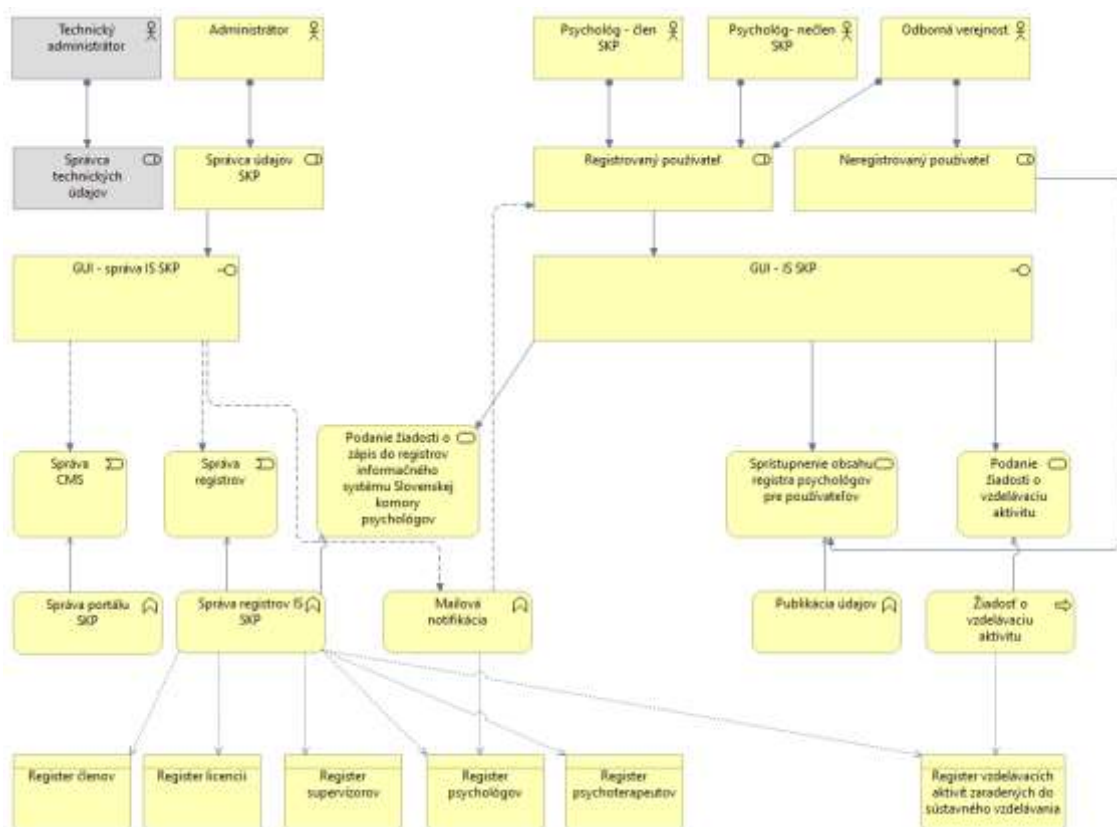 Technický
administrátor
Administrátor
Psychológ - člen
SKP
Psychológ- nečlen
SKP
Odborná verejnosť
Správca
technických
údajov
Správca údajov
SKP
Registrovaný používateľ
Neregistrovaný používateľ
GUI - správa IS SKP
GUI - IS SKP
Správa
CMS
Správa
registrov
Podanie žiadosti o
zápis do registrov
informačného
systému Slovenskej
komory
psychológov
Sprístupnenie obsahu
registra psychológov
pre používateľov
Podanie
žiadosti o
vzdelávaciu
aktivitu
Správa portálu
SKP
Správa registrov IS
SKP
Mailová
notifikácia
Publikácia údajov
Žiadosť o
vzdelávaciu
aktivitu
Register členov
Register licencií
Register
supervízorov
Register
psychológov
Register
psychoterapeutov
Register vzdelávacích
aktivít zaradených do
sústavného vzdelávania